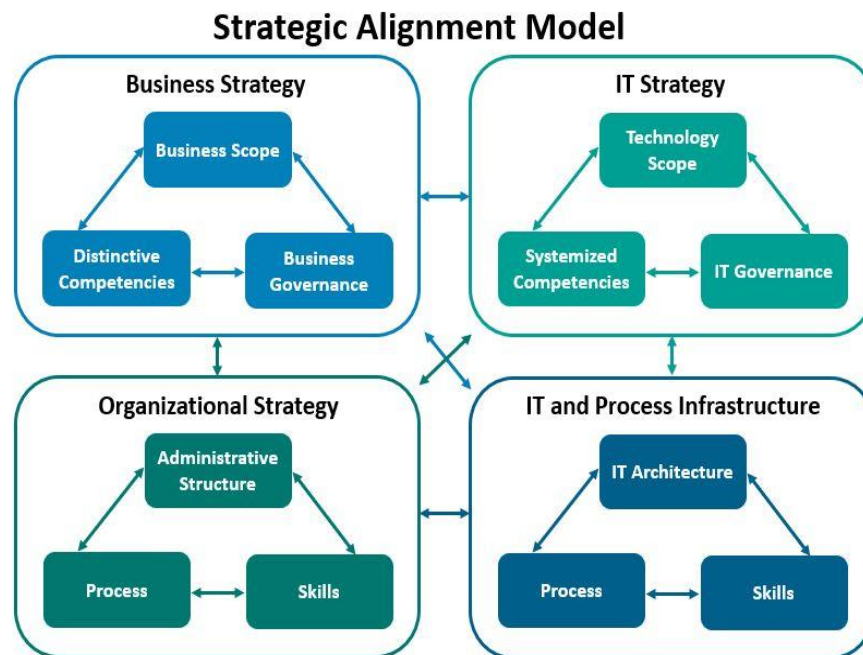 Strategic Alignment Model
Business Strategy
Business Scope
Distinctive
Competencies
Business
Governance
IT Strategy
Technology
Scope
Systemized
Competencies
IT Governance
Organizational Strategy
Administrative
Structure
Process
Skills
IT and Process Infrastructure
IT Architecture
Process
Skills